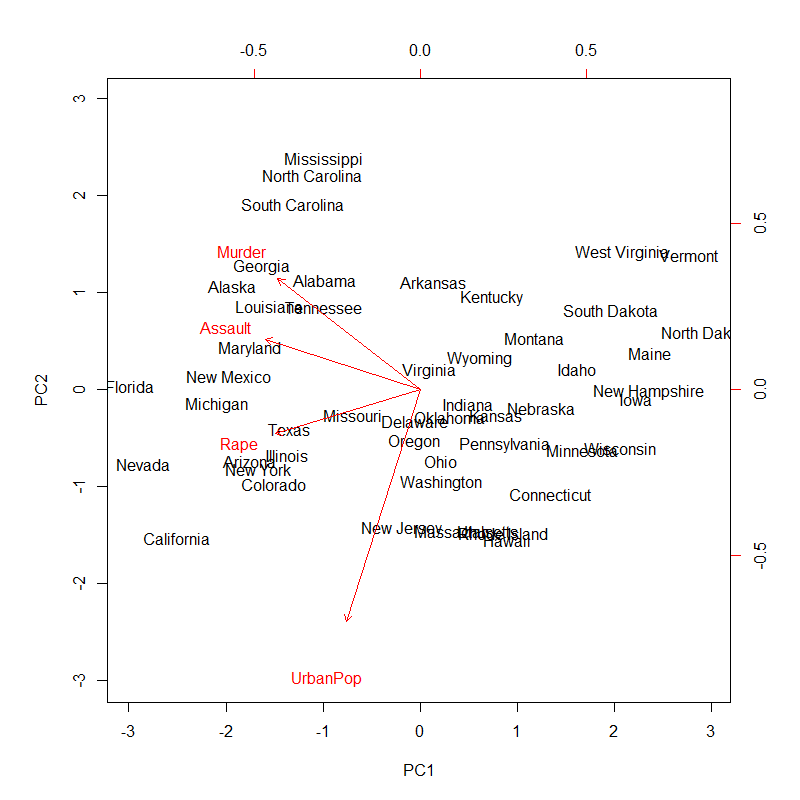 -0.5 0.0 0.5
3
Mississippi
North Carolina
2
South Carolina
0.5
Murder
West Virginia
Vermont
Georgia
Alabama
Arkansas
Alaska
1
Kentucky
Louisiana
Tennessee
South Dakota
Assault
North Dak
Montana
Maryland
Maine
Wyoming
Virginia
Idaho
New Mexico
Florida
PC2
0
0.0
New Hampshire
Iowa
Michigan
Indiana
Nebraska
Missouri
Delaware
Oklahoma
Kansas
Texas
Rape
Oregon
Pennsylvania
Minnesota
Wisconsin
Illinois
Arizona
New York
Nevada
Ohio
Washington
-1
Colorado
Connecticut
New Jersey
Massachusetts
Rhode Island
Hawaii
California
-0.5
-2
UrbanPop
-3
-3 -2 -1 0 1 2 3
PC1